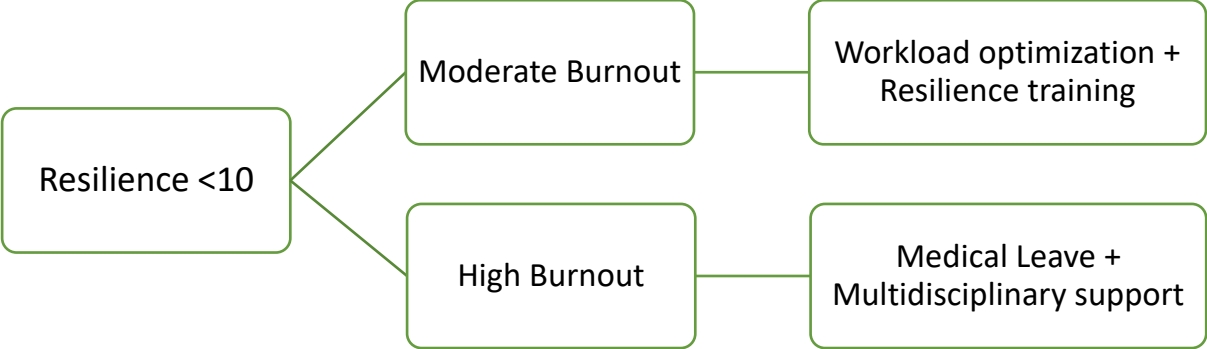 Resilience <10
Moderate Burnout
Workload optimization +
Resilience training
High Burnout
Medical Leave +
Multidisciplinary support